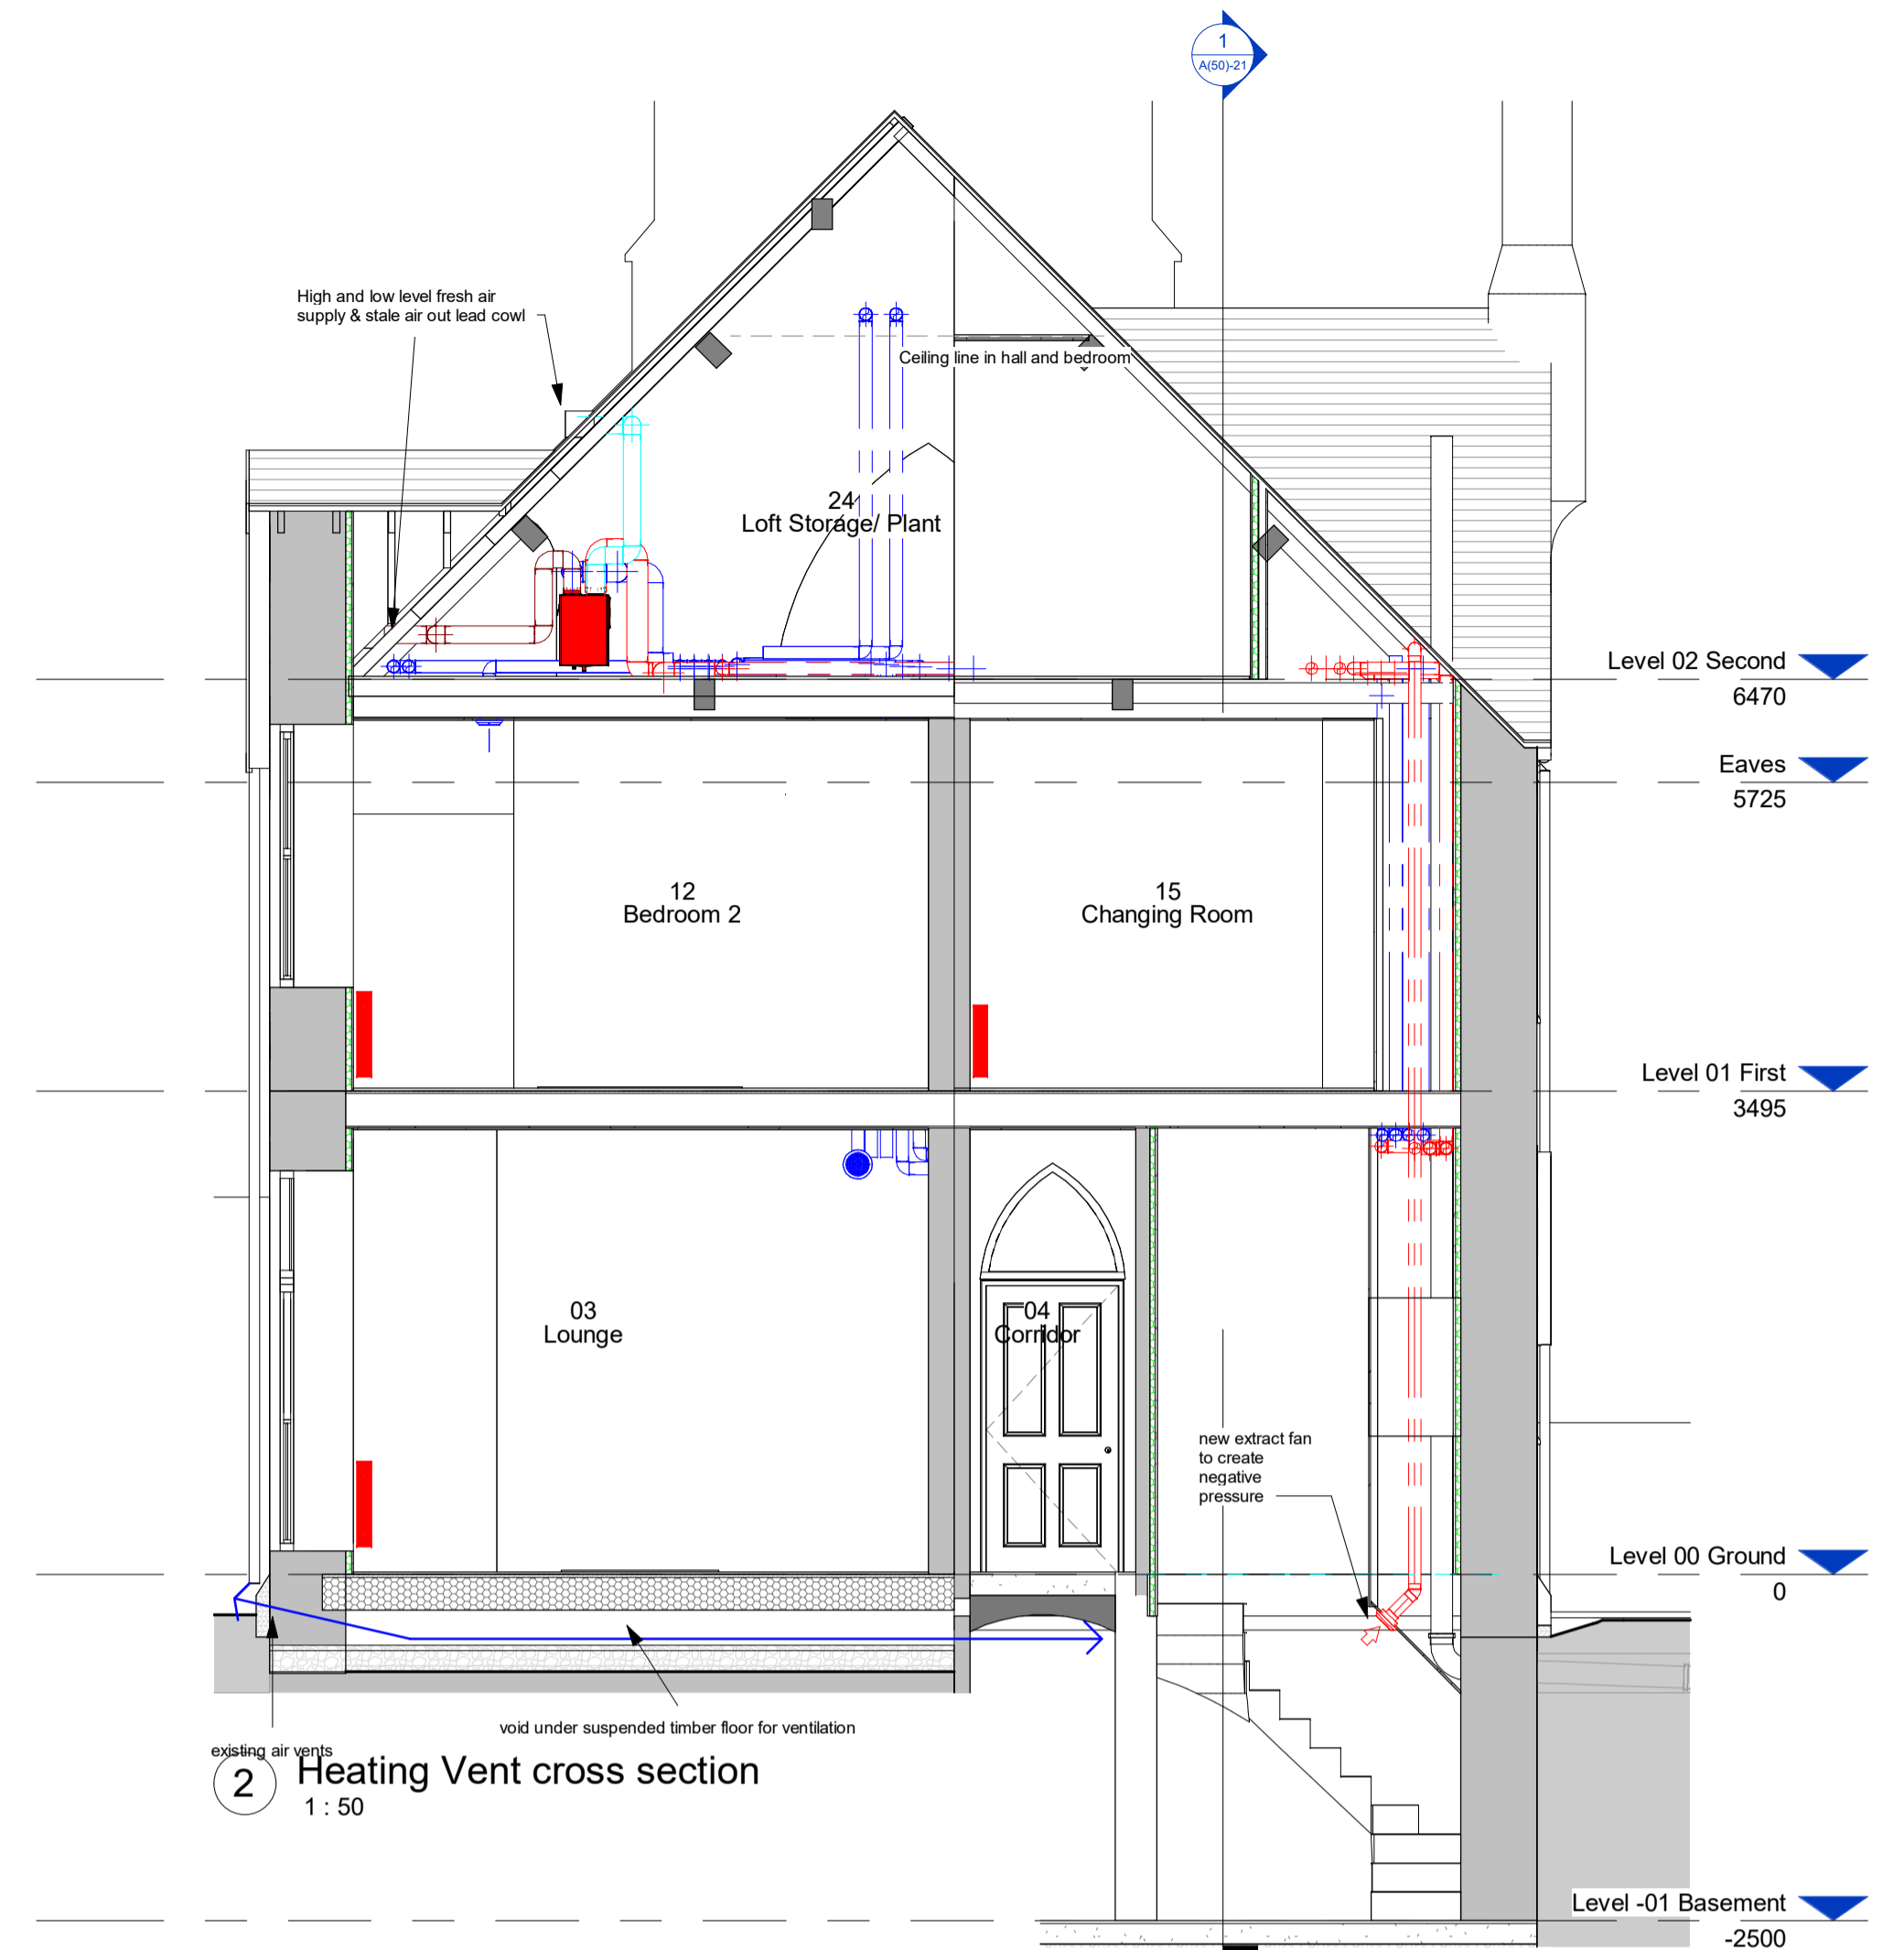 1
A(50)-21
High and low level fresh air
supply & stale air out lead cowl
Ceiling line in hall and bedroom
24
Loft Storage/ Plant
Level 02 Second
6470
Eaves
5725
12
Bedroom 2
15
Changing Room
Level 01 First
3495
03
Lounge
04
Corridor
new extract fan
to create
negative
pressure
Level 00 Ground
0
void under suspended timber floor for ventilation
existing air vents
2
Heating Vent cross section
1 : 50
Level -01 Basement
-2500